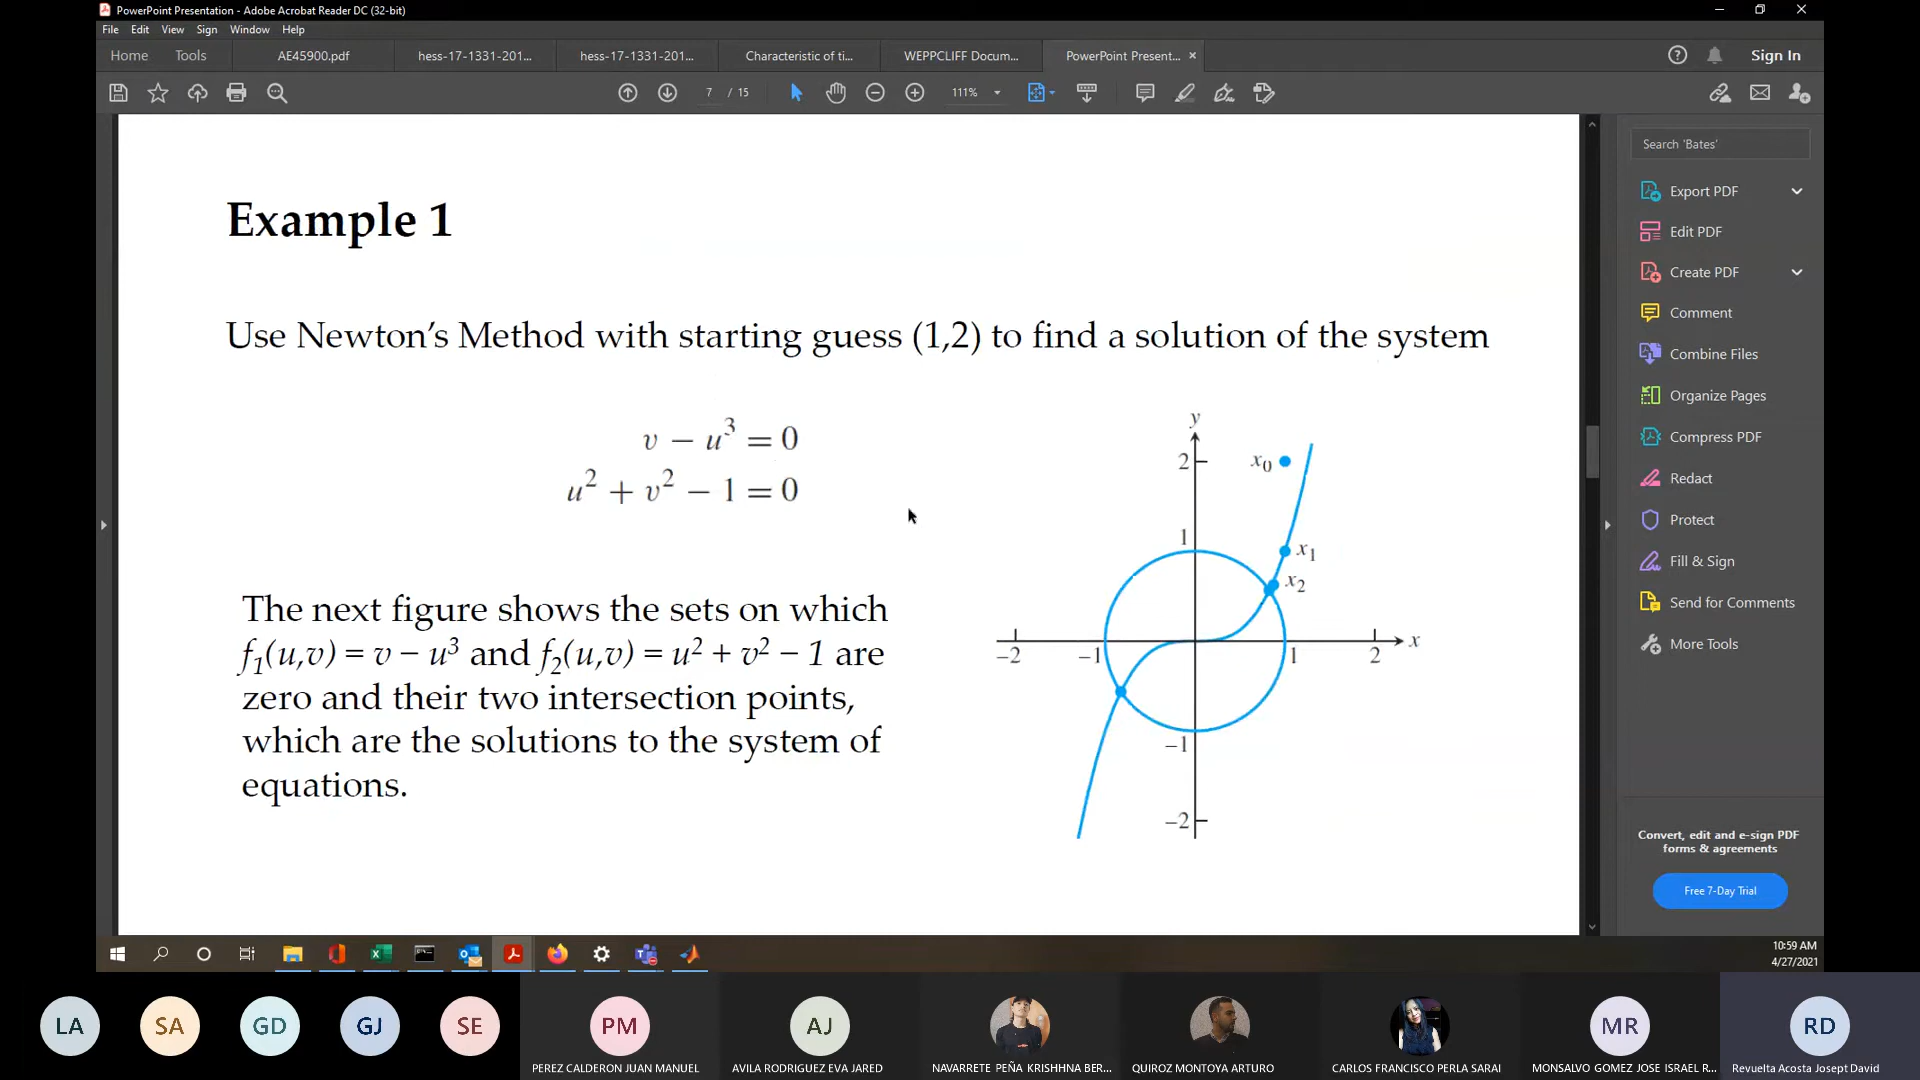 PowerPoint Presentation - Adobe Acrobat Reader DC (32-bit)
File Edit View Sign Window Help
Home Tools AE45900.pdf hess-17-1331-201... hess-17-1331-201... Characteristic of ti... WEPPCLIFF Docum... PowerPoint Present... × Sign In
7 / 15 111%
Example 1
Use Newton's Method with starting guess (1,2) to find a solution of the system
v − u³ = 0
u² + v² − 1 = 0
The next figure shows the sets on which
f₁(u,v) = v − u³ and f₂(u,v) = u² + v² − 1 are
zero and their two intersection points,
which are the solutions to the system of
equations.
y
2
x₀
1
x₁
x₂
−2 −1 1 2 x
−1
−2
Search 'Bates'
Export PDF
Edit PDF
Create PDF
Comment
Combine Files
Organize Pages
Compress PDF
Redact
Protect
Fill & Sign
Send for Comments
More Tools
Convert, edit and e-sign PDF
forms & agreements
Free 7-Day Trial
10:59 AM
4/27/2021
LA SA GD GJ SE PM AJ MR RD
PEREZ CALDERON JUAN MANUEL AVILA RODRIGUEZ EVA JARED NAVARRETE PEÑA KRISHHNA BER... QUIROZ MONTOYA ARTURO CARLOS FRANCISCO PERLA SARAI MONSALVO GOMEZ JOSE ISRAEL R... Revuelta Acosta Josept David